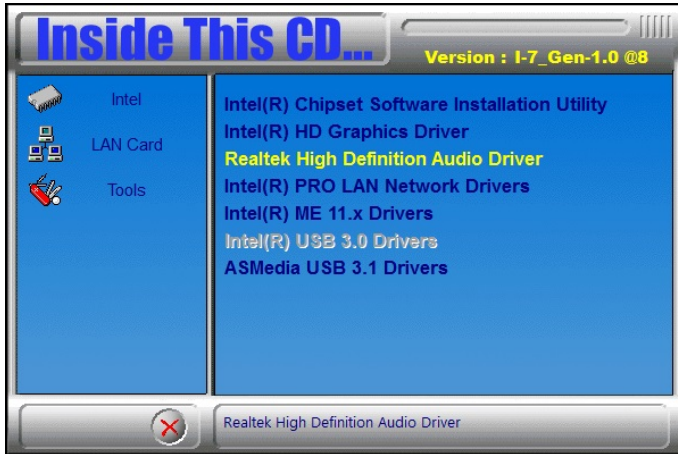 Inside This CD...
Version : I-7_Gen-1.0 @8
Intel
LAN Card
Tools
Intel(R) Chipset Software Installation Utility
Intel(R) HD Graphics Driver
Realtek High Definition Audio Driver
Intel(R) PRO LAN Network Drivers
Intel(R) ME 11.x Drivers
Intel(R) USB 3.0 Drivers
ASMedia USB 3.1 Drivers
Realtek High Definition Audio Driver